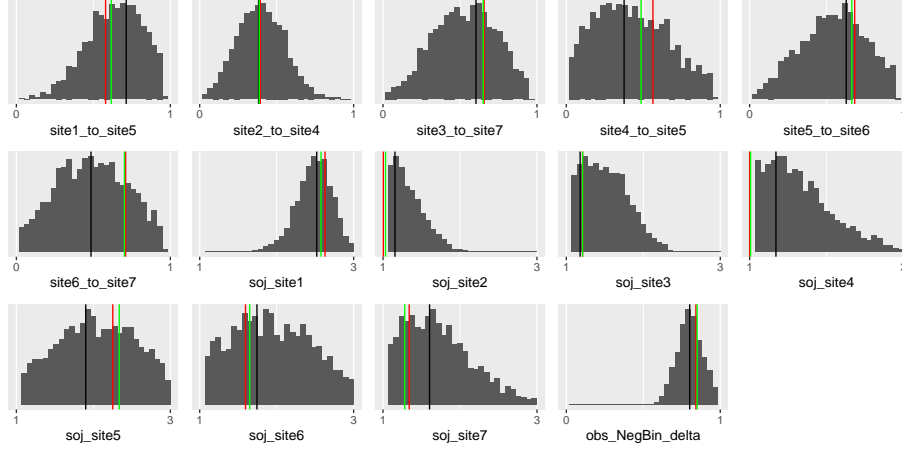 0 1 0 1 0 1 0 1 0
site1_to_site5 site2_to_site4 site3_to_site7 site4_to_site5 site5_to_site6
0 1 1 3 1 3 1 3 1
site6_to_site7 soj_site1 soj_site2 soj_site3 soj_site4
1 3 1 3 1 3 0 1
soj_site5 soj_site6 soj_site7 obs_NegBin_delta